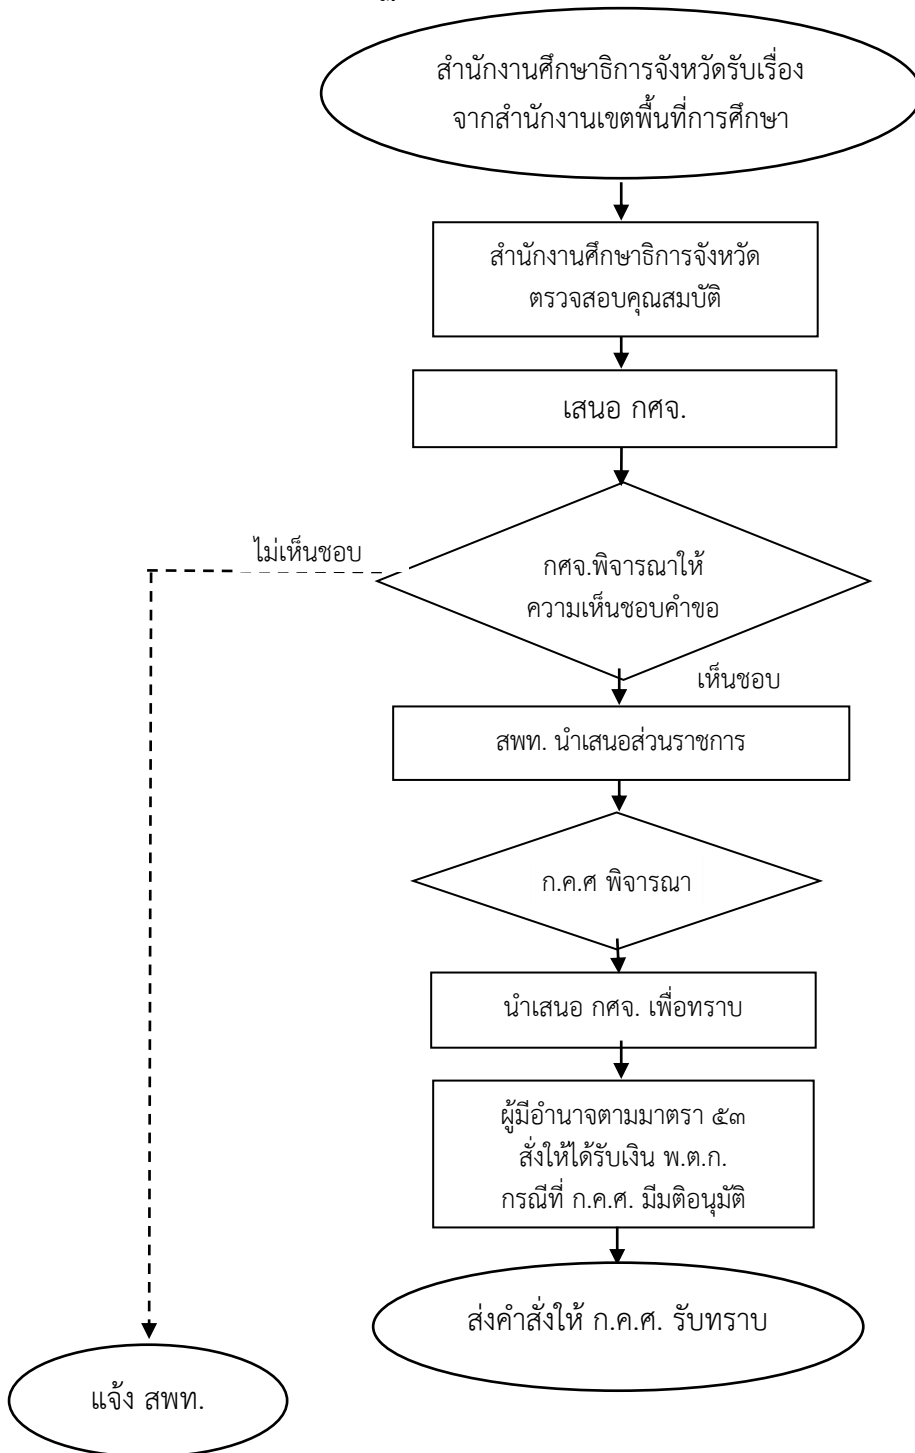 สำนักงานศึกษาธิการจังหวัดรับเรื่อง
จากสำนักงานเขตพื้นที่การศึกษา
สำนักงานศึกษาธิการจังหวัด
ตรวจสอบคุณสมบัติ
เสนอ กศจ.
ไม่เห็นชอบ
กศจ.พิจารณาให้
ความเห็นชอบคำขอ
เห็นชอบ
สพท. นำเสนอส่วนราชการ
ก.ค.ศ พิจารณา
นำเสนอ กศจ. เพื่อทราบ
ผู้มีอำนาจตามมาตรา ๕๓
สั่งให้ได้รับเงิน พ.ต.ก.
กรณีที่ ก.ค.ศ. มีมติอนุมัติ
ส่งคำสั่งให้ ก.ค.ศ. รับทราบ
แจ้ง สพท.